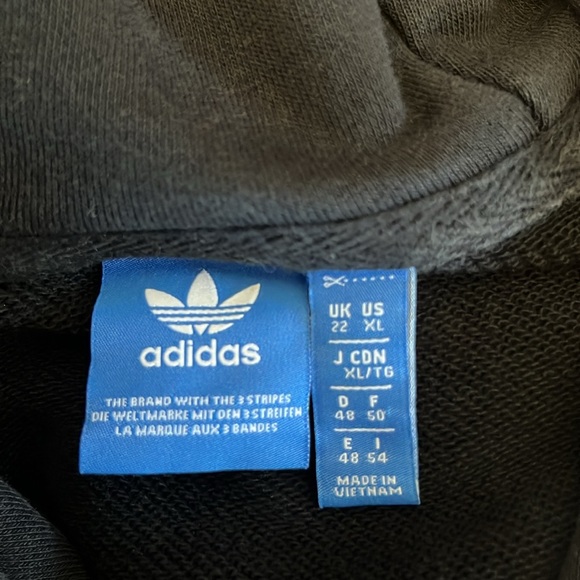 adidas
THE BRAND WITH THE 3 STRIPES
DIE WELTMARKE MIT DEN 3 STREIFEN
LA MARQUE AUX 3 BANDES
UK US
22 XL
J CDN
XL/TG
D F
48 50
E I
48 54
MADE IN
VIETNAM